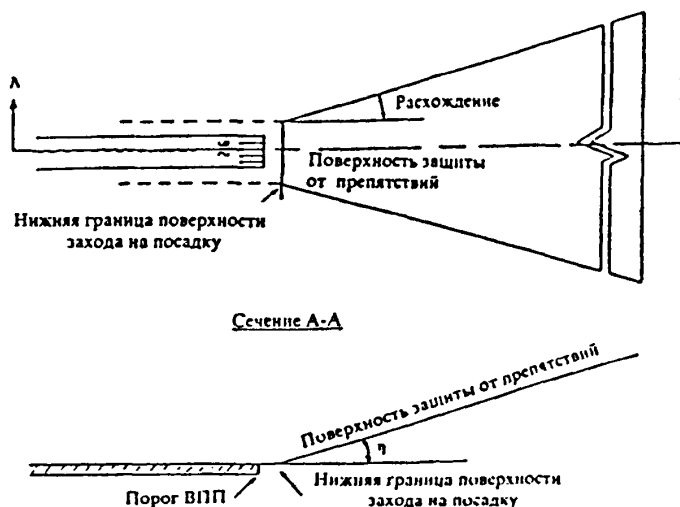 А
Расхождение
Поверхность защиты
от препятствий
Нижняя граница поверхности
захода на посадку
Сечение А-А
Поверхность защиты от препятствий
η
Порог ВПП
Нижняя граница поверхности
захода на посадку